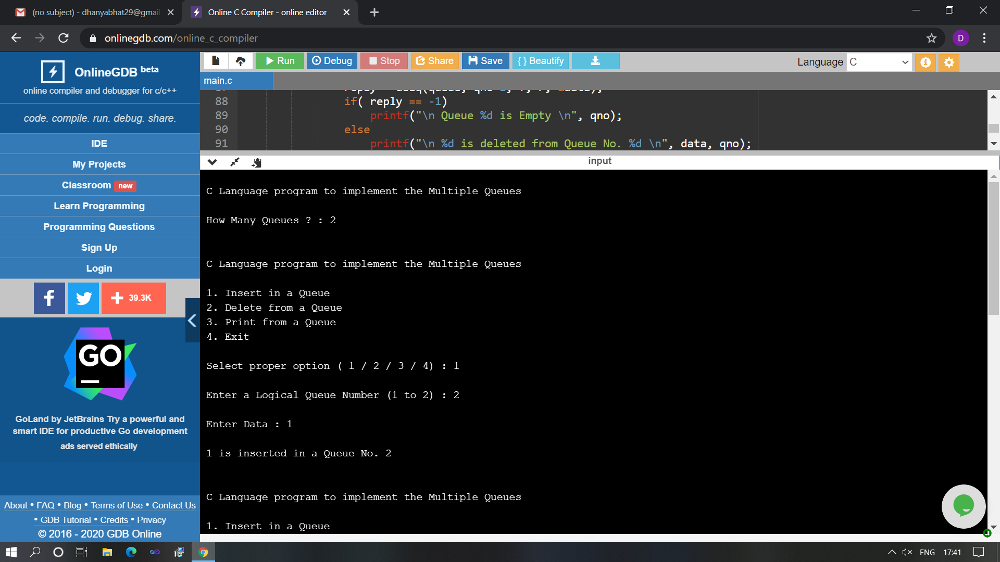 (no subject) - dhanyabhat29@gmai
Online C Compiler - online editor
onlinegdb.com/online_c_compiler
D
OnlineGDB beta
online compiler and debugger for c/c++
code. compile. run. debug. share.
IDE
My Projects
Classroom new
Learn Programming
Programming Questions
Sign Up
Login
39.3K
GO
GoLand by JetBrains Try a powerful and
smart IDE for productive Go development
ads served ethically
About • FAQ • Blog • Terms of Use • Contact Us
• GDB Tutorial • Credits • Privacy
© 2016 - 2020 GDB Online
Run Debug Stop Share Save { } Beautify
Language C
main.c
88 if( reply == -1)
89 printf("\n Queue %d is Empty \n", qno);
90 else
91 printf("\n %d is deleted from Queue No. %d \n", data, qno);
input
C Language program to implement the Multiple Queues
How Many Queues ? : 2
C Language program to implement the Multiple Queues
1. Insert in a Queue
2. Delete from a Queue
3. Print from a Queue
4. Exit
Select proper option ( 1 / 2 / 3 / 4) : 1
Enter a Logical Queue Number (1 to 2) : 2
Enter Data : 1
1 is inserted in a Queue No. 2
C Language program to implement the Multiple Queues
1. Insert in a Queue
ENG 17:41